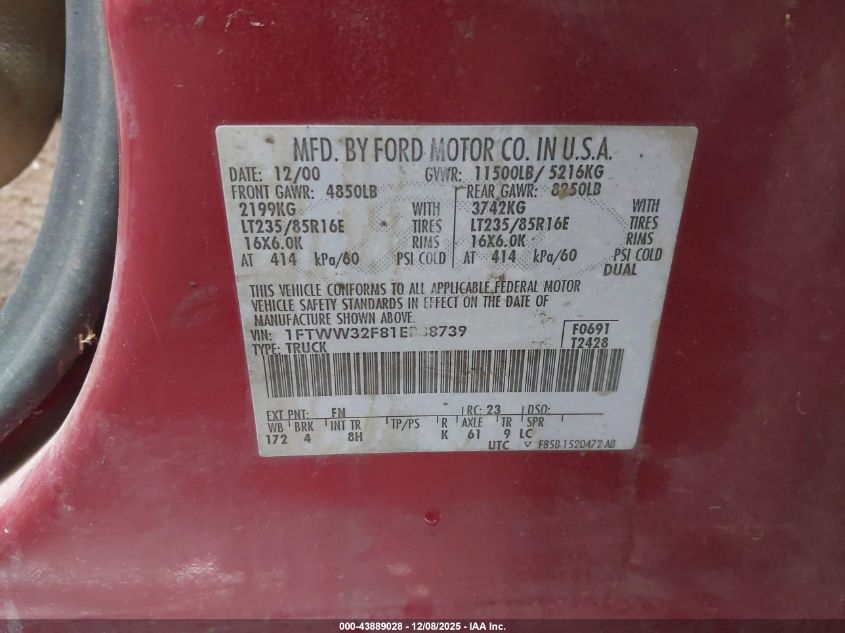 MFD. BY FORD MOTOR CO. IN U.S.A.
DATE: 12/00 GVWR: 11500LB/ 5216KG
FRONT GAWR: 4850LB REAR GAWR: 8250LB
2199KG WITH 3742KG WITH
LT235/85R16E TIRES LT235/85R16E TIRES
16X6.0K RIMS 16X6.0K RIMS
AT 414 kPa/60 PSI COLD AT 414 kPa/60 PSI COLD
DUAL
THIS VEHICLE CONFORMS TO ALL APPLICABLE FEDERAL MOTOR
VEHICLE SAFETY STANDARDS IN EFFECT ON THE DATE OF
MANUFACTURE SHOWN ABOVE.
VIN: F0691
TYPE: TRUCK T2428
EXT PNT: FN RC: 23 DSO:
WB BRK INT TR TP/PS R AXLE TR SPR
172 4 8H K 61 9 LC
UTC F85B-1520472-AB
000-43889028 - 12/08/2025 - IAA Inc.